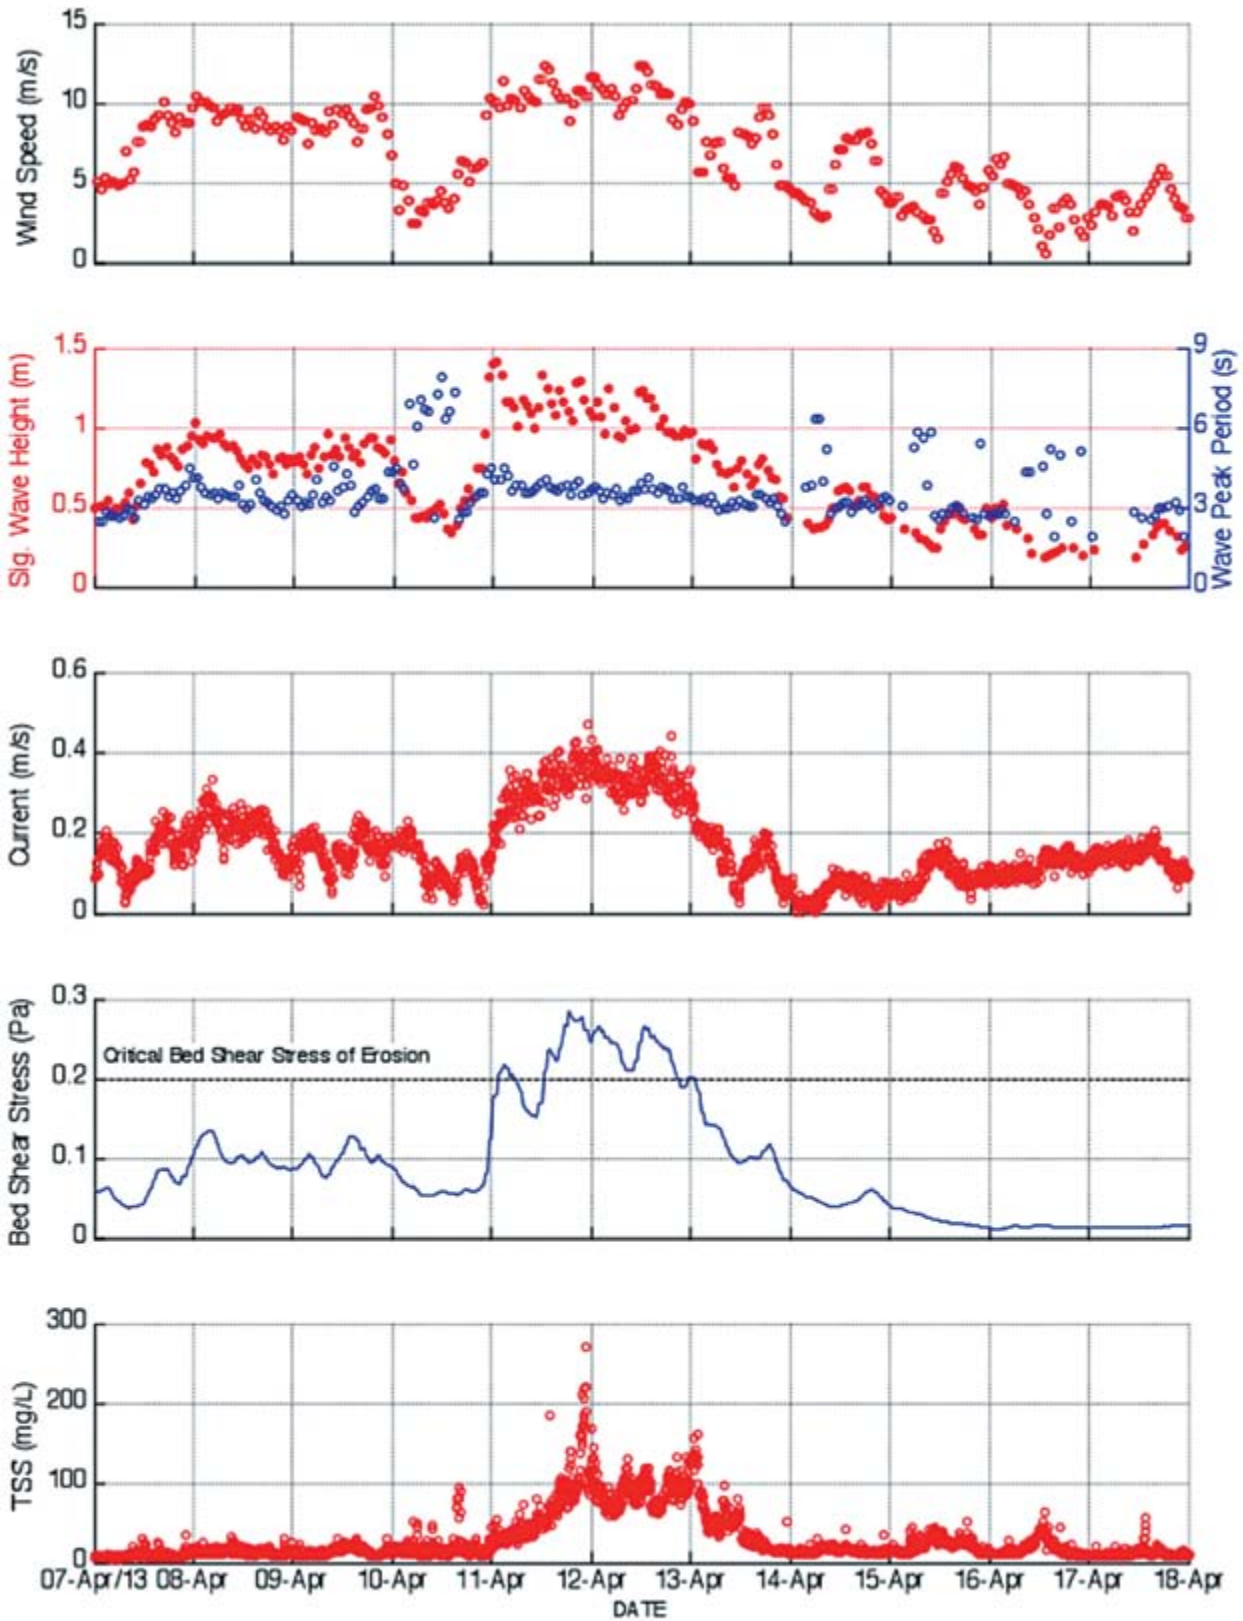 Wind Speed (m/s)
15
10
5
0
Sig. Wave Height (m)
1.5
1
0.5
0
Wave Peak Period (s)
9
6
3
0
Current (m/s)
0.6
0.4
0.2
0
Bed Shear Stress (Pa)
0.3
0.2
0.1
0
Critical Bed Shear Stress of Erosion
TSS (mg/L)
300
200
100
0
07-Apr/13 08-Apr 09-Apr 10-Apr 11-Apr 12-Apr 13-Apr 14-Apr 15-Apr 16-Apr 17-Apr 18-Apr
DATE